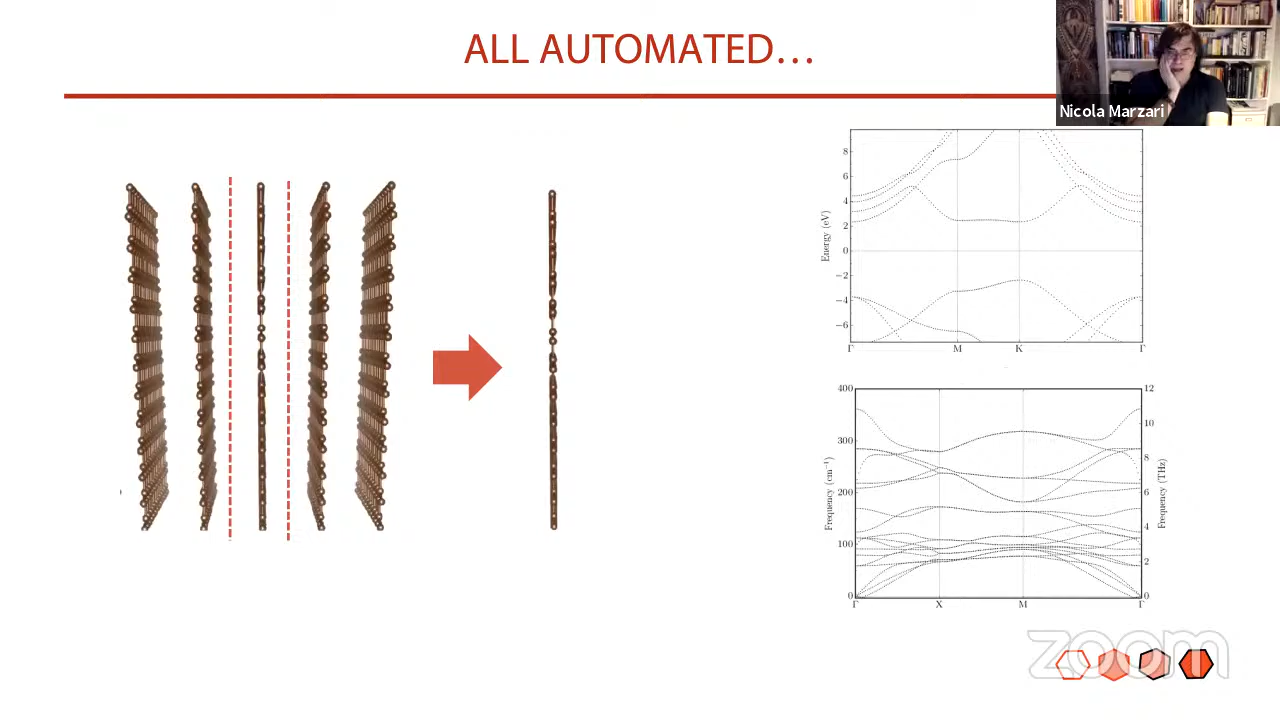 ALL AUTOMATED...
Nicola Marzari
8
6
4
2
0
−2
−4
−6
Energy (eV)
Γ
M
K
Γ
400
300
200
100
0
Frequency (cm⁻¹)
12
10
8
6
4
2
0
Frequency (THz)
Γ
X
M
Γ
zoom